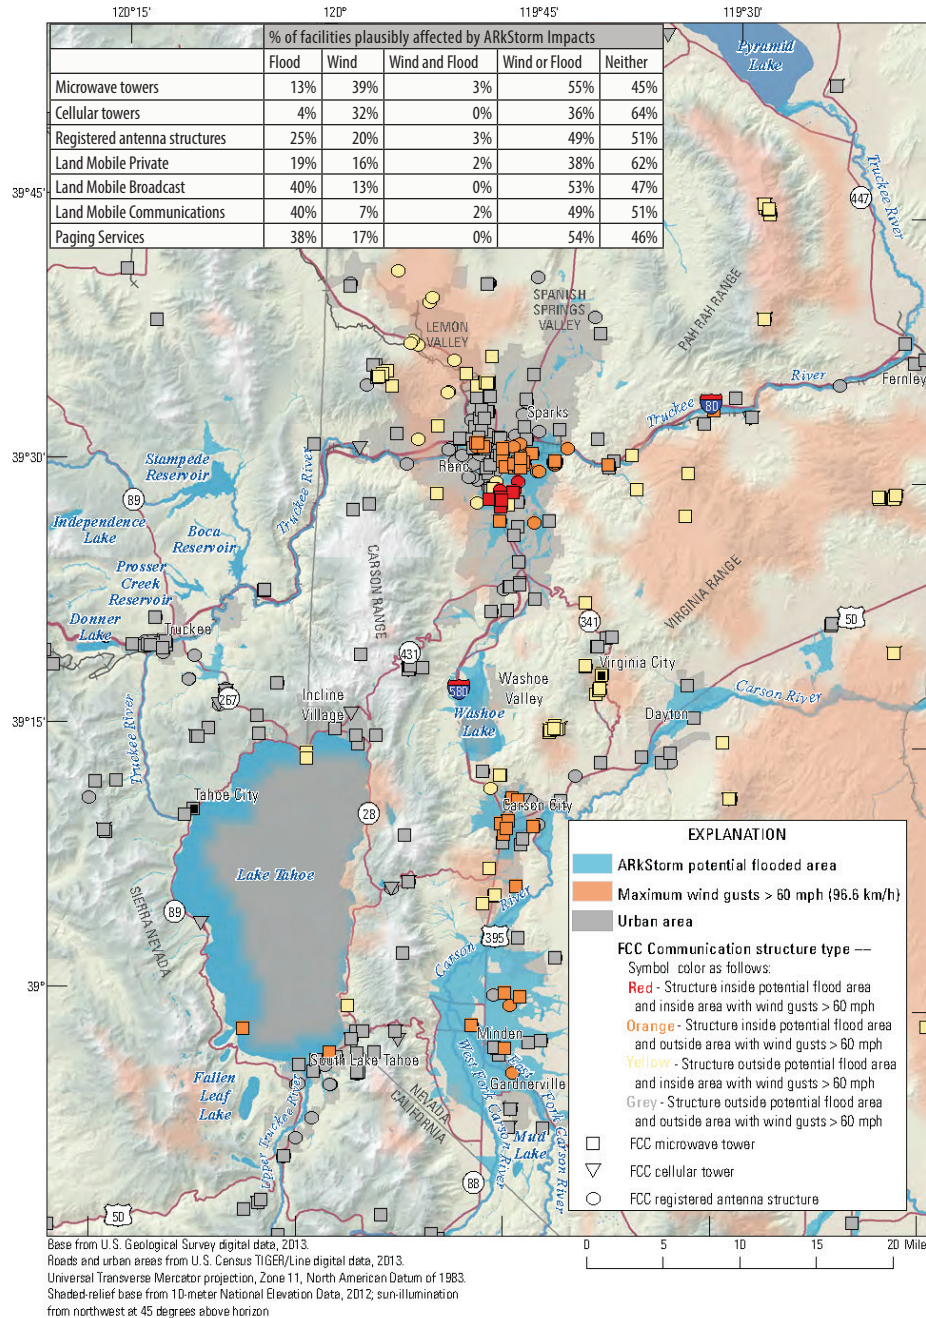 120°15' 120° 119°45' 119°30'
% of facilities plausibly affected by ARkStorm Impacts
Flood Wind Wind and Flood Wind or Flood Neither
Microwave towers 13% 39% 3% 55% 45%
Cellular towers 4% 32% 0% 36% 64%
Registered antenna structures 25% 20% 3% 49% 51%
Land Mobile Private 19% 16% 2% 38% 62%
Land Mobile Broadcast 40% 13% 0% 53% 47%
Land Mobile Communications 40% 7% 2% 49% 51%
Paging Services 38% 17% 0% 54% 46%
Pyramid
Lake
39°45'
Truckee River
447
SPANISH
SPRINGS
VALLEY
LEMON
VALLEY
PAH RAH RANGE
Fernley
Truckee
River
80
Sparks
Reno
39°30'
Stampede
Reservoir
89
Independence
Lake
Boca
Reservoir
Prosser
Creek
Reservoir
Donner
Lake
Truckee
Truckee River
CARSON RANGE
VIRGINIA RANGE
341
50
431
Virginia City
267
Incline
Village
580
Washoe
Valley
Washoe
Lake
Carson River
Dayton
39°15'
Truckee River
Tahoe City
28
Carson City
Lake Tahoe
SIERRA NEVADA
89
Carson
River
395
39°
Minden
Gardnerville
South Lake Tahoe
Fallen
Leaf
Lake
Upper Truckee River
NEVADA
CALIFORNIA
West Fork Carson River
East Fork Carson River
Mud
Lake
88
50
EXPLANATION
ARkStorm potential flooded area
Maximum wind gusts > 60 mph (96.6 km/h)
Urban area
FCC Communication structure type —
Symbol color as follows:
Red - Structure inside potential flood area
and inside area with wind gusts > 60 mph
Orange - Structure inside potential flood area
and outside area with wind gusts > 60 mph
Yellow - Structure outside potential flood area
and inside area with wind gusts > 60 mph
Grey - Structure outside potential flood area
and outside area with wind gusts > 60 mph
FCC microwave tower
FCC cellular tower
FCC registered antenna structure
0 5 10 15 20 Mile
Base from U.S. Geological Survey digital data, 2013.
Roads and urban areas from U.S. Census TIGER/Line digital data, 2013.
Universal Transverse Mercator projection, Zone 11, North American Datum of 1983.
Shaded-relief base from 10-meter National Elevation Data, 2012; sun-illumination
from northwest at 45 degrees above horizon